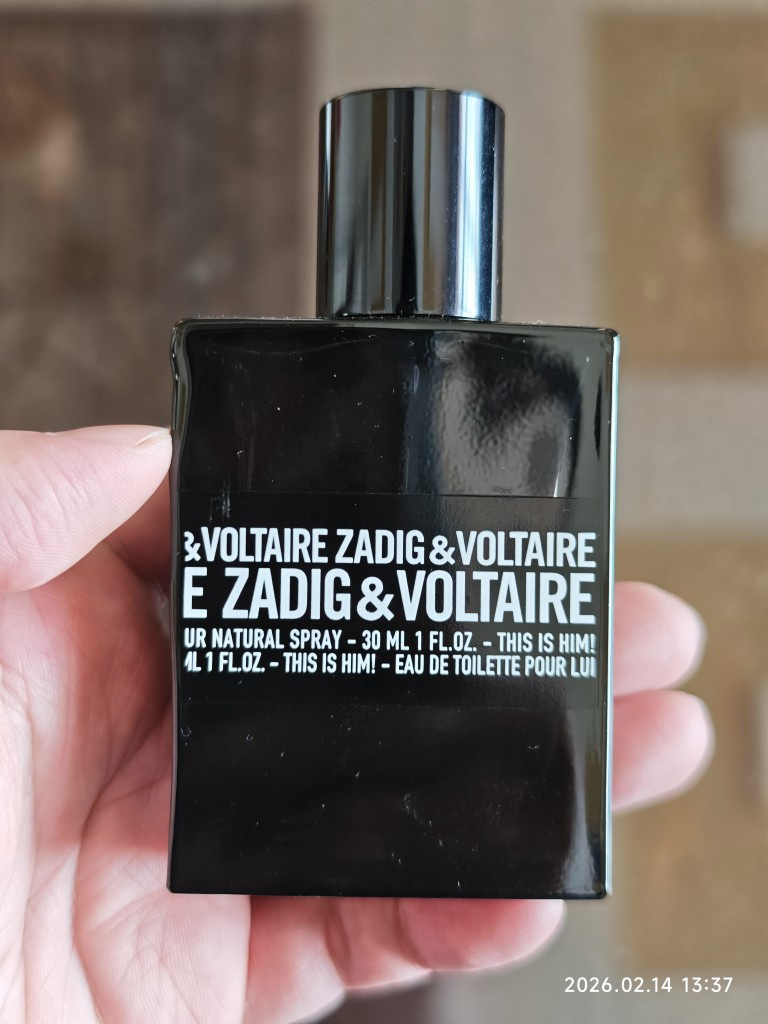 &VOLTAIRE ZADIG&VOLTAIRE
E ZADIG&VOLTAIRE
UR NATURAL SPRAY - 30 ML 1 FL.OZ. - THIS IS HIM!
ML 1 FL.OZ. - THIS IS HIM! - EAU DE TOILETTE POUR LUI
2026.02.14 13:37